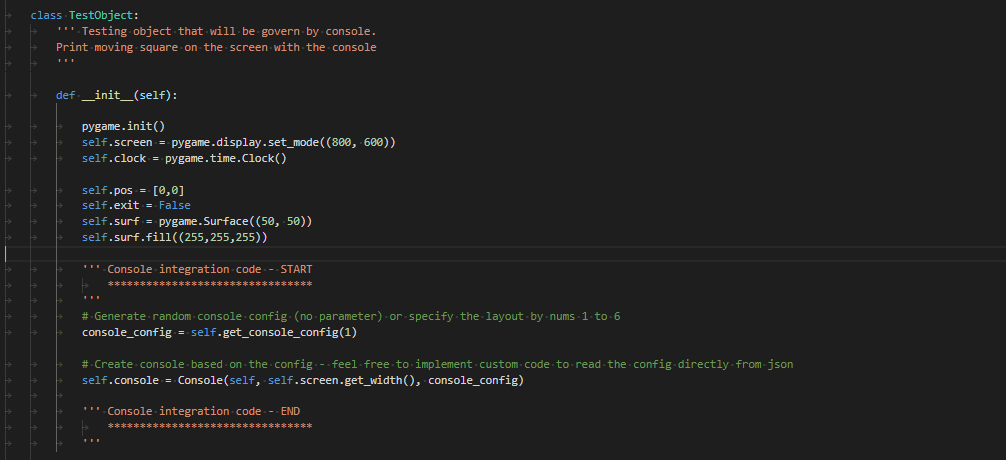 class TestObject:
    ''' Testing object that will be govern by console.
    Print moving square on the screen with the console
    '''

    def __init__(self):

        pygame.init()
        self.screen = pygame.display.set_mode((800, 600))
        self.clock = pygame.time.Clock()

        self.pos = [0,0]
        self.exit = False
        self.surf = pygame.Surface((50, 50))
        self.surf.fill((255,255,255))

        ''' Console integration code - START
            ********************************
        '''
        # Generate random console config (no parameter) or specify the layout by nums 1 to 6
        console_config = self.get_console_config(1)

        # Create console based on the config - feel free to implement custom code to read the config directly from json
        self.console = Console(self, self.screen.get_width(), console_config)

        ''' Console integration code - END
            ********************************
        '''